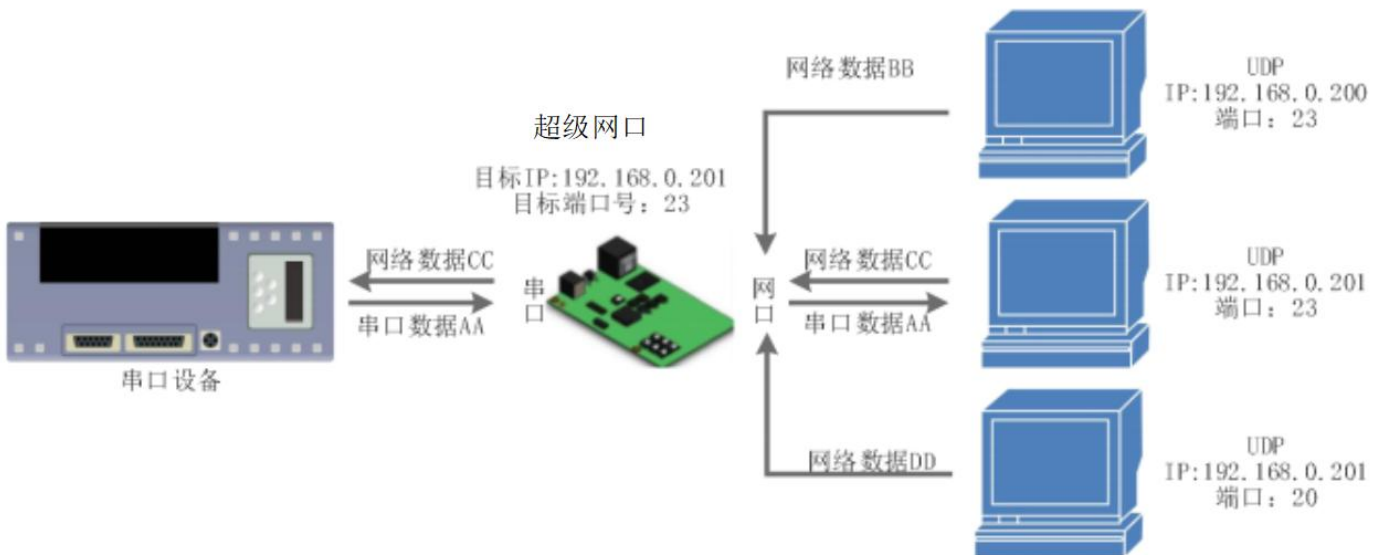 网络数据BB
UDP
IP:192.168.0.200
端口：23
超级网口
目标IP:192.168.0.201
目标端口号：23
网络数据CC
串口数据AA
串口设备
串口
网口
网络数据CC
串口数据AA
UDP
IP:192.168.0.201
端口：23
网络数据DD
UDP
IP:192.168.0.201
端口：20